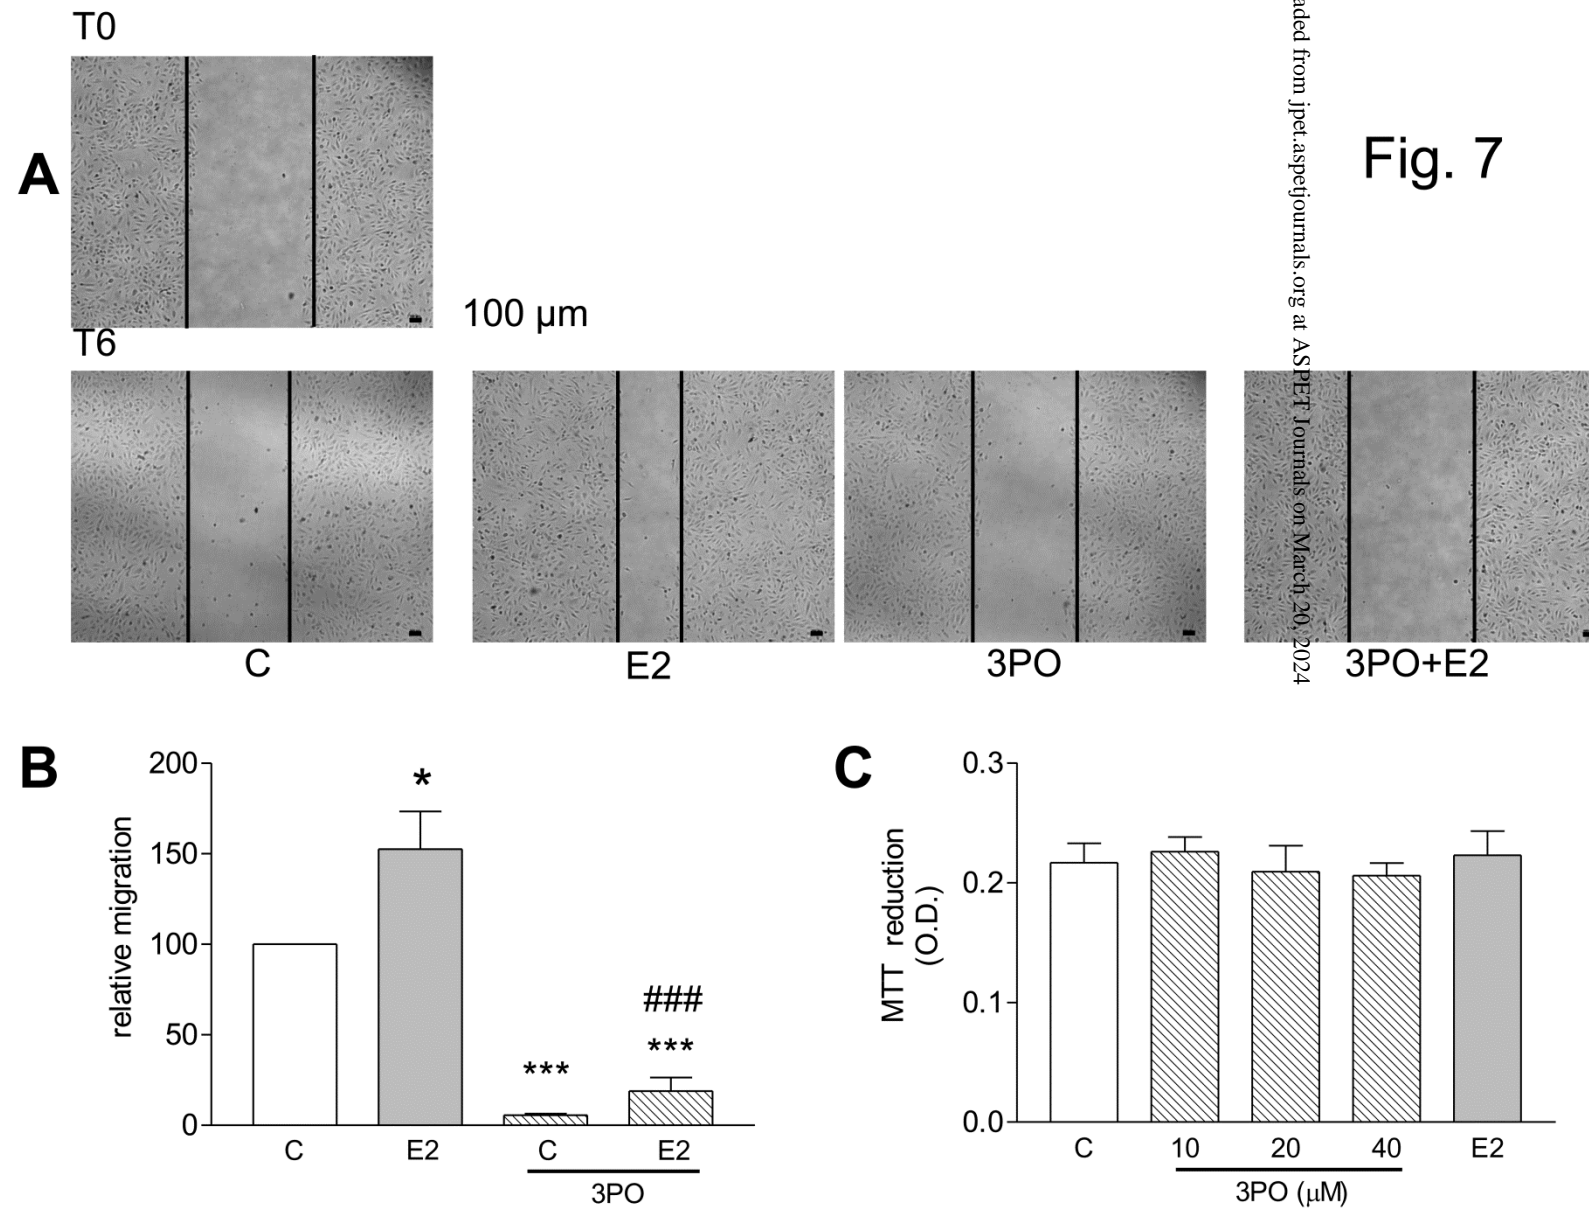 T0
A
Fig. 7
100 µm
T6
C
E2
3PO
3PO+E2
aded from jpet.aspetjournals.org at ASPET Journals on March 20, 2024
B
relative migration
200
150
100
50
0
*
***
###
***
C
E2
C
E2
3PO
C
MTT reduction
(O.D.)
0.3
0.2
0.1
0.0
C
10
20
40
E2
3PO (µM)